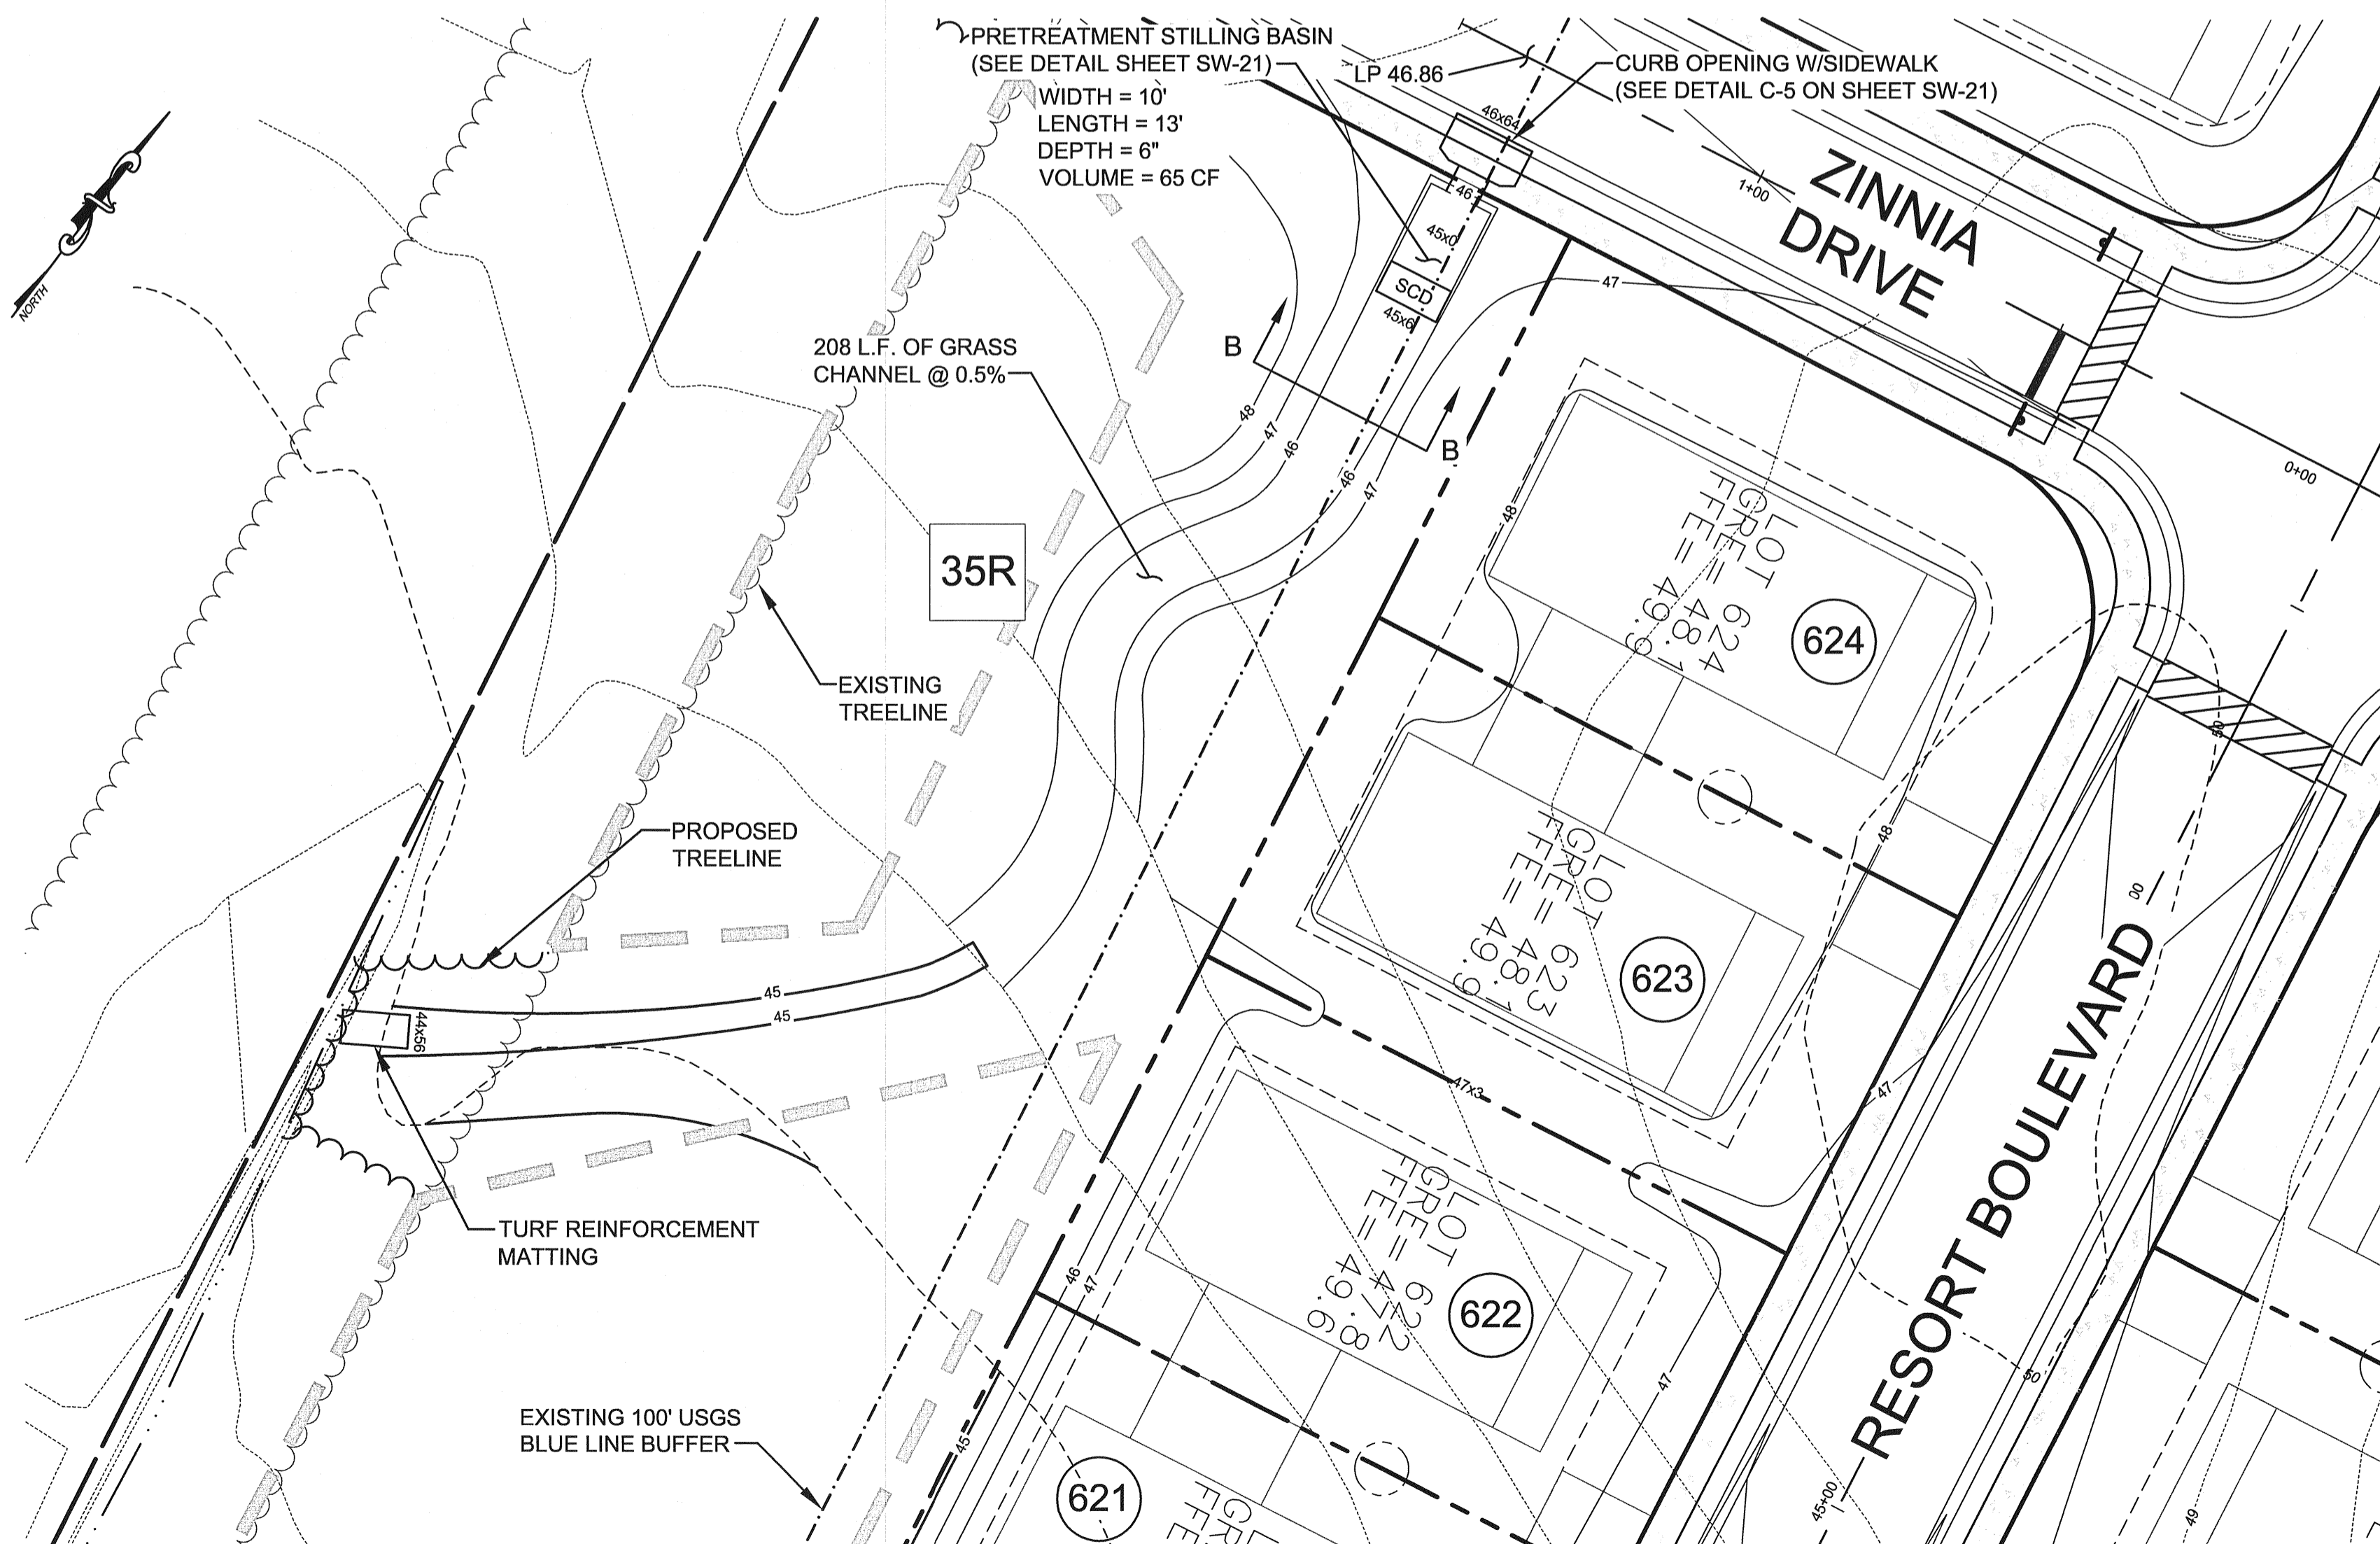 PRETREATMENT STILLING BASIN
(SEE DETAIL SHEET SW-21)
WIDTH = 10'
LENGTH = 13'
DEPTH = 6"
VOLUME = 65 CF
LP 46.86
CURB OPENING W/SIDEWALK
(SEE DETAIL C-5 ON SHEET SW-21)
46x64
46
45x0
SCD
45x6
1+00
ZINNIA
DRIVE
NORTH
47
B
B
208 L.F. OF GRASS
CHANNEL @ 0.5%
48
47
46
46
47
0+00
48
LOT 624
GRE= 48.1
FFE= 49.9
624
35R
EXISTING
TREELINE
50
PROPOSED
TREELINE
48
LOT 623
GRE= 48.1
FFE= 49.9
623
00
RESORT BOULEVARD
45
45
44x56
47x3
47
LOT 622
GRE= 47.8
FFE= 49.6
622
TURF REINFORCEMENT
MATTING
46
47
47
50
EXISTING 100' USGS
BLUE LINE BUFFER
45
621
GR
FFE
45+00
49